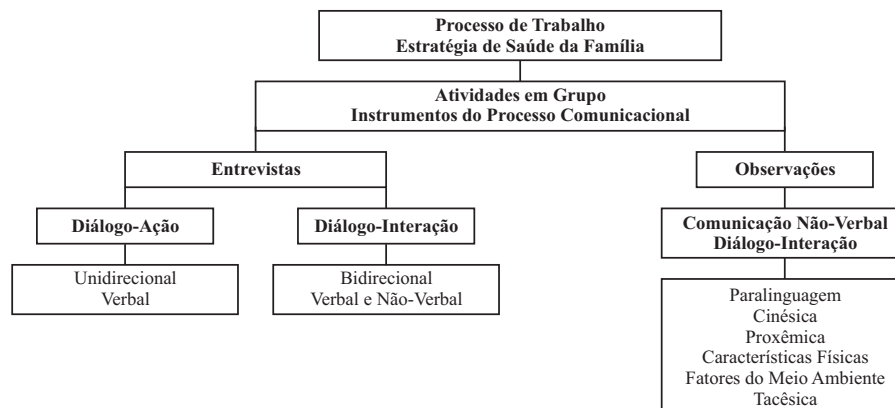 Processo de Trabalho
Estratégia de Saúde da Família
Atividades em Grupo
Instrumentos do Processo Comunicacional
Entrevistas
Observações
Diálogo-Ação
Diálogo-Interação
Comunicação Não-Verbal
Diálogo-Interação
Unidirecional
Verbal
Bidirecional
Verbal e Não-Verbal
Paralinguagem
Cinésica
Proxêmica
Características Físicas
Fatores do Meio Ambiente
Tacêsica